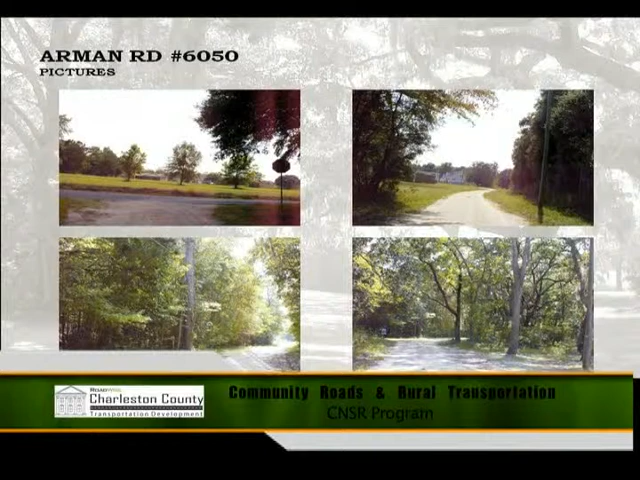 ARMAN RD #6050
PICTURES
Charleston County
Transportation Development
Community Roads & Rural Transportation
CNSR Program